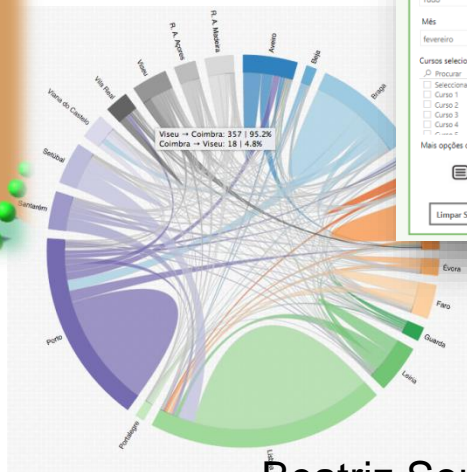 Mês
fevereiro
Cursos
Procurar
Curso 1
Curso 2
Curso 3
Curso 4
Mais opções
Limpar
R. A. Madeira
R. A. Açores
Viseu
Vila Real
Viana do Castelo
Setúbal
Santarém
Porto
Portalegre
Aveiro
Beja
Braga
Évora
Faro
Guarda
Leiria
Viseu → Coimbra: 357 | 95.2%
Coimbra → Viseu: 18 | 4.8%
Beatriz